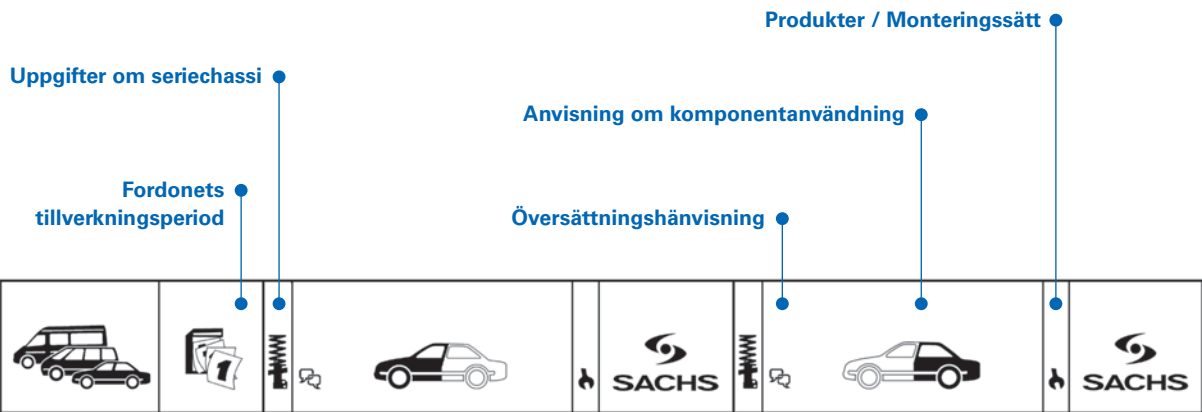 Produkter / Monteringssätt
Uppgifter om seriechassi
Anvisning om komponentanvändning
Fordonets
tillverkningsperiod
Översättningshänvisning
1
SACHS
SACHS